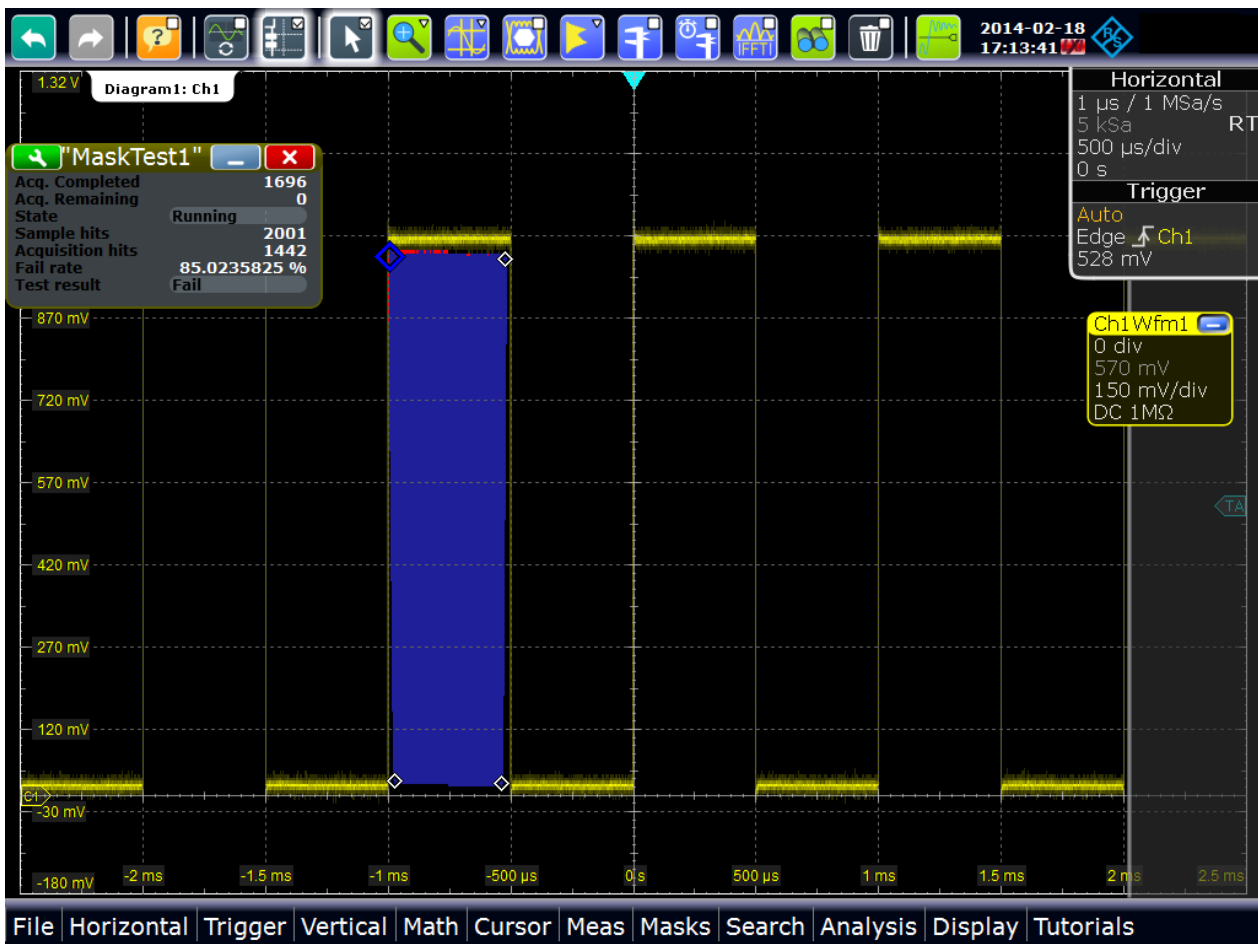 2014-02-18
17:13:41
R&S
?
IFFT!
1.32 V
Diagram1: Ch1
Horizontal
1 µs / 1 MSa/s
5 kSa RT
500 µs/div
0 s
Trigger
Auto
Edge Ch1
528 mV
"MaskTest1"
Acq. Completed 1696
Acq. Remaining 0
State Running
Sample hits 2001
Acquisition hits 1442
Fail rate 85.0235825 %
Test result Fail
870 mV
Ch1Wfm1
0 div
570 mV
150 mV/div
DC 1MΩ
720 mV
570 mV
TA
420 mV
270 mV
120 mV
C1
-30 mV
-180 mV
-2 ms -1.5 ms -1 ms -500 µs 0 s 500 µs 1 ms 1.5 ms 2 ms 2.5 ms
File Horizontal Trigger Vertical Math Cursor Meas Masks Search Analysis Display Tutorials